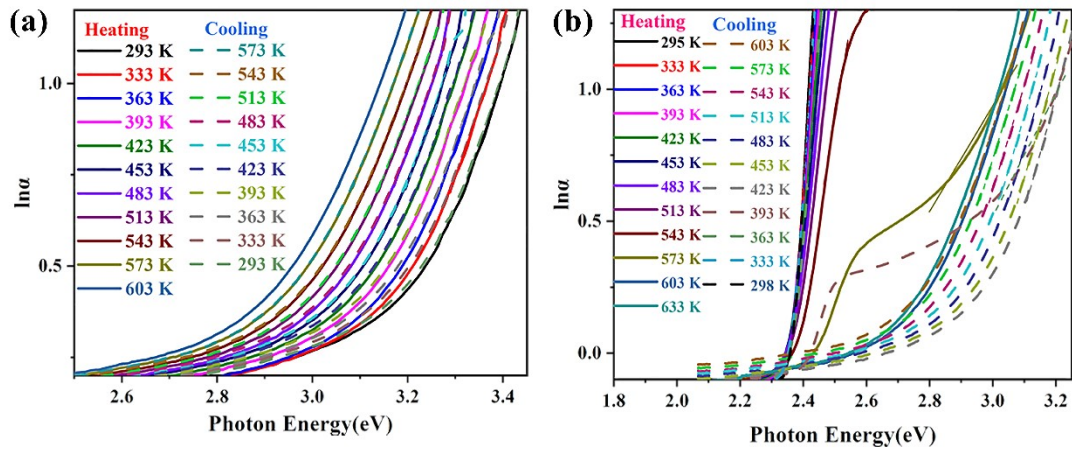 (a)
Heating Cooling
293 K 573 K
333 K 543 K
363 K 513 K
393 K 483 K
423 K 453 K
453 K 423 K
483 K 393 K
513 K 363 K
543 K 333 K
573 K 293 K
603 K
1.0
0.5
lnα
2.6 2.8 3.0 3.2 3.4
Photon Energy(eV)
(b)
Heating Cooling
295 K 603 K
333 K 573 K
363 K 543 K
393 K 513 K
423 K 483 K
453 K 453 K
483 K 423 K
513 K 393 K
543 K 363 K
573 K 333 K
603 K 298 K
633 K
1.0
0.5
0.0
lnα
1.8 2.0 2.2 2.4 2.6 2.8 3.0 3.2
Photon Energy(eV)